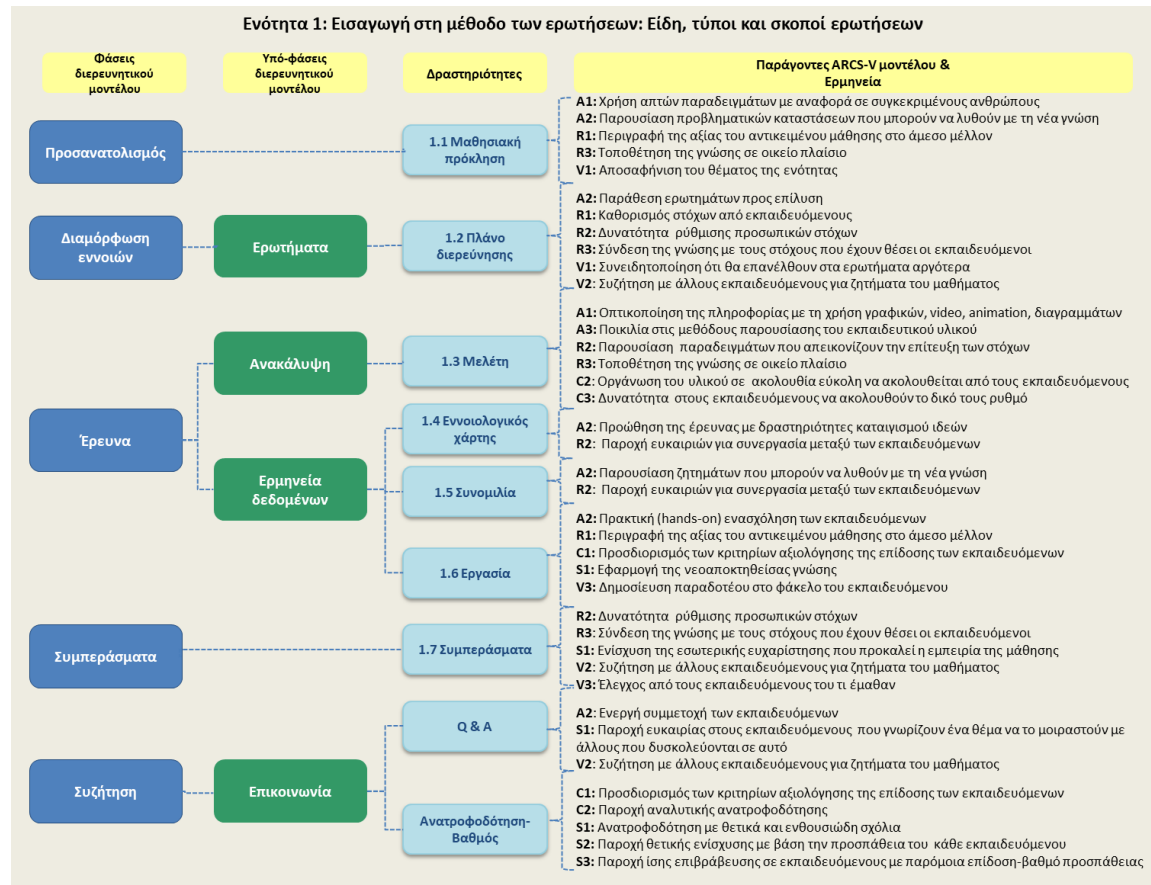 Ενότητα 1: Εισαγωγή στη μέθοδο των ερωτήσεων: Είδη, τύποι και σκοποί ερωτήσεων
Φάσεις
διερευνητικού
μοντέλου
Υπό-φάσεις
διερευνητικού
μοντέλου
Δραστηριότητες
Παράγοντες ARCS-V μοντέλου &
Ερμηνεία
Προσανατολισμός
1.1 Μαθησιακή
πρόκληση
A1: Χρήση απτών παραδειγμάτων με αναφορά σε συγκεκριμένους ανθρώπους
A2: Παρουσίαση προβληματικών καταστάσεων που μπορούν να λυθούν με τη νέα γνώση
R1: Περιγραφή της αξίας του αντικειμένου μάθησης στο άμεσο μέλλον
R3: Τοποθέτηση της γνώσης σε οικείο πλαίσιο
V1: Αποσαφήνιση του θέματος της ενότητας
Διαμόρφωση
εννοιών
Ερωτήματα
1.2 Πλάνο
διερεύνησης
A2: Παράθεση ερωτημάτων προς επίλυση
R1: Καθορισμός στόχων από εκπαιδευόμενους
R2: Δυνατότητα ρύθμισης προσωπικών στόχων
R3: Σύνδεση της γνώσης με τους στόχους που έχουν θέσει οι εκπαιδευόμενοι
V1: Συνειδητοποίηση ότι θα επανέλθουν στα ερωτήματα αργότερα
V2: Συζήτηση με άλλους εκπαιδευόμενους για ζητήματα του μαθήματος
Έρευνα
Ανακάλυψη
1.3 Μελέτη
A1: Οπτικοποίηση της πληροφορίας με τη χρήση γραφικών, video, animation, διαγραμμάτων
A3: Ποικιλία στις μεθόδους παρουσίασης του εκπαιδευτικού υλικού
R2: Παρουσίαση παραδειγμάτων που απεικονίζουν την επίτευξη των στόχων
R3: Τοποθέτηση της γνώσης σε οικείο πλαίσιο
C2: Οργάνωση του υλικού σε ακολουθία εύκολη να ακολουθείται από τους εκπαιδευόμενους
C3: Δυνατότητα στους εκπαιδευόμενους να ακολουθούν το δικό τους ρυθμό
Ερμηνεία
δεδομένων
1.4 Εννοιολογικός
χάρτης
A2: Προώθηση της έρευνας με δραστηριότητες καταιγισμού ιδεών
R2: Παροχή ευκαιριών για συνεργασία μεταξύ των εκπαιδευόμενων
1.5 Συνομιλία
A2: Παρουσίαση ζητημάτων που μπορούν να λυθούν με τη νέα γνώση
R2: Παροχή ευκαιριών για συνεργασία μεταξύ των εκπαιδευόμενων
1.6 Εργασία
A2: Πρακτική (hands-on) ενασχόληση των εκπαιδευόμενων
R1: Περιγραφή της αξίας του αντικειμένου μάθησης στο άμεσο μέλλον
C1: Προσδιορισμός των κριτηρίων αξιολόγησης της επίδοσης των εκπαιδευόμενων
S1: Εφαρμογή της νεοαποκτηθείσας γνώσης
V3: Δημοσίευση παραδοτέου στο φάκελο του εκπαιδευόμενου
Συμπεράσματα
1.7 Συμπεράσματα
R2: Δυνατότητα ρύθμισης προσωπικών στόχων
R3: Σύνδεση της γνώσης με τους στόχους που έχουν θέσει οι εκπαιδευόμενοι
S1: Ενίσχυση της εσωτερικής ευχαρίστησης που προκαλεί η εμπειρία της μάθησης
V2: Συζήτηση με άλλους εκπαιδευόμενους για ζητήματα του μαθήματος
V3: Έλεγχος από τους εκπαιδευόμενους του τι έμαθαν
Συζήτηση
Επικοινωνία
Q & A
A2: Ενεργή συμμετοχή των εκπαιδευόμενων
S1: Παροχή ευκαιρίας στους εκπαιδευόμενους που γνωρίζουν ένα θέμα να το μοιραστούν με
άλλους που δυσκολεύονται σε αυτό
V2: Συζήτηση με άλλους εκπαιδευόμενους για ζητήματα του μαθήματος
Ανατροφοδότηση-
Βαθμός
C1: Προσδιορισμός των κριτηρίων αξιολόγησης της επίδοσης των εκπαιδευόμενων
C2: Παροχή αναλυτικής ανατροφοδότησης
S1: Ανατροφοδότηση με θετικά και ενθουσιώδη σχόλια
S2: Παροχή θετικής ενίσχυσης με βάση την προσπάθεια του κάθε εκπαιδευόμενου
S3: Παροχή ίσης επιβράβευσης σε εκπαιδευόμενους με παρόμοια επίδοση-βαθμό προσπάθειας